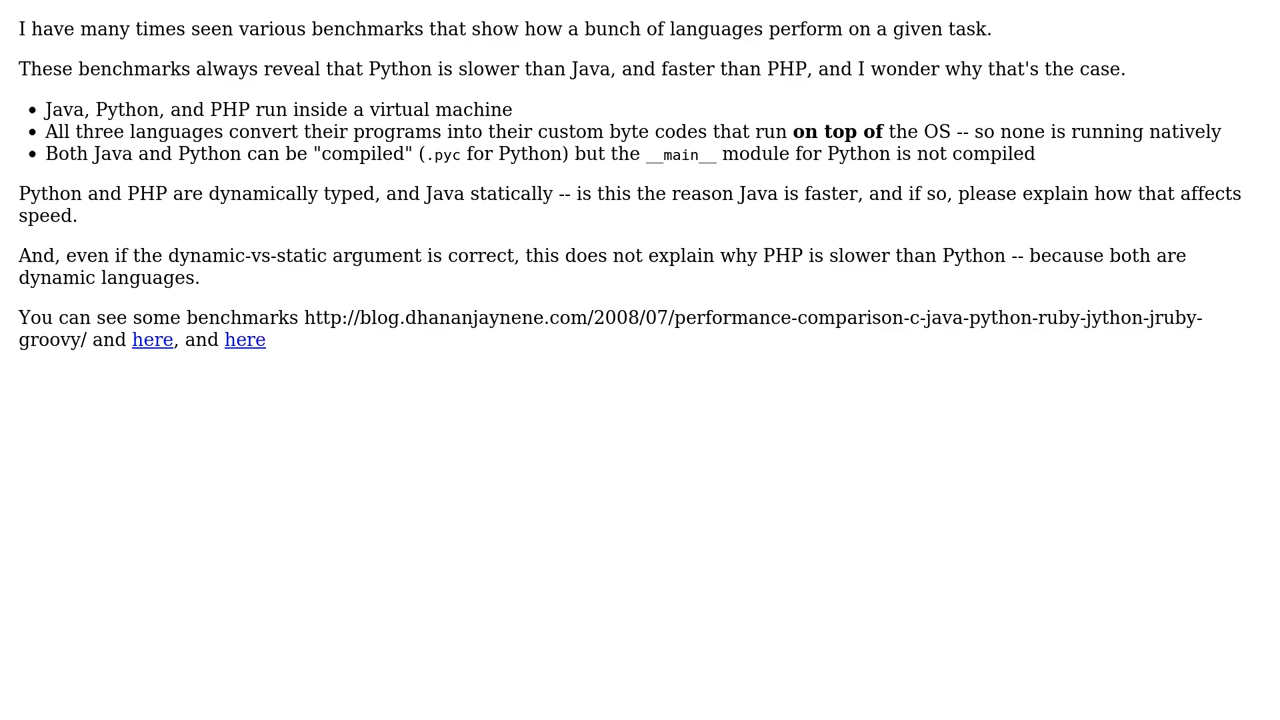 I have many times seen various benchmarks that show how a bunch of languages perform on a given task.
These benchmarks always reveal that Python is slower than Java, and faster than PHP, and I wonder why that's the case.
• Java, Python, and PHP run inside a virtual machine
• All three languages convert their programs into their custom byte codes that run on top of the OS -- so none is running natively
• Both Java and Python can be "compiled" (.pyc for Python) but the __main__ module for Python is not compiled
Python and PHP are dynamically typed, and Java statically -- is this the reason Java is faster, and if so, please explain how that affects
speed.
And, even if the dynamic-vs-static argument is correct, this does not explain why PHP is slower than Python -- because both are
dynamic languages.
You can see some benchmarks http://blog.dhananjaynene.com/2008/07/performance-comparison-c-java-python-ruby-jython-jruby-
groovy/ and here, and here